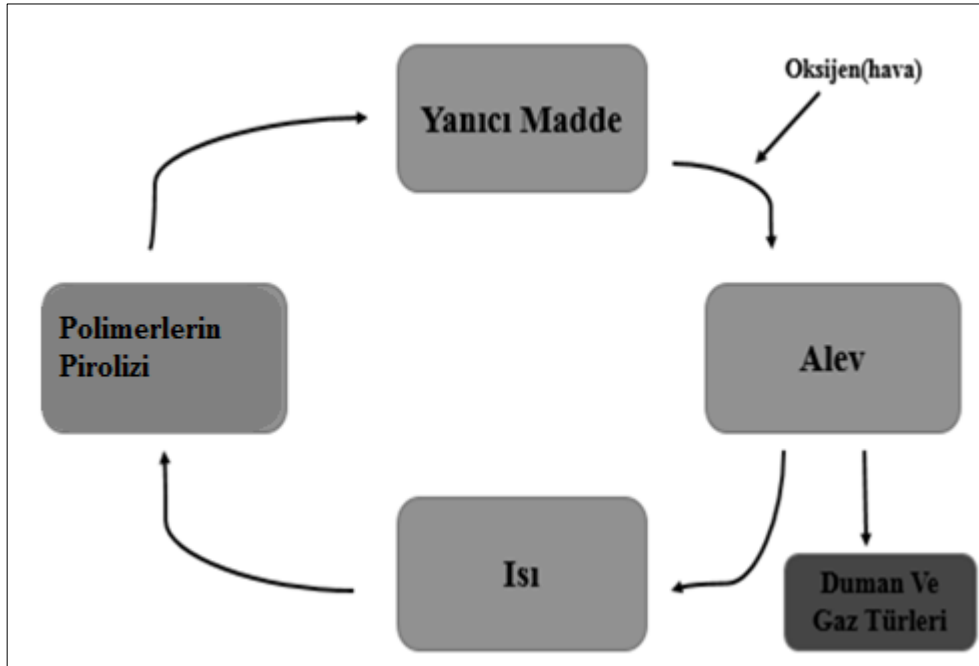 Oksijen(hava)
Yanıcı Madde
Polimerlerin
Pirolizi
Alev
Isı
Duman Ve
Gaz Türleri